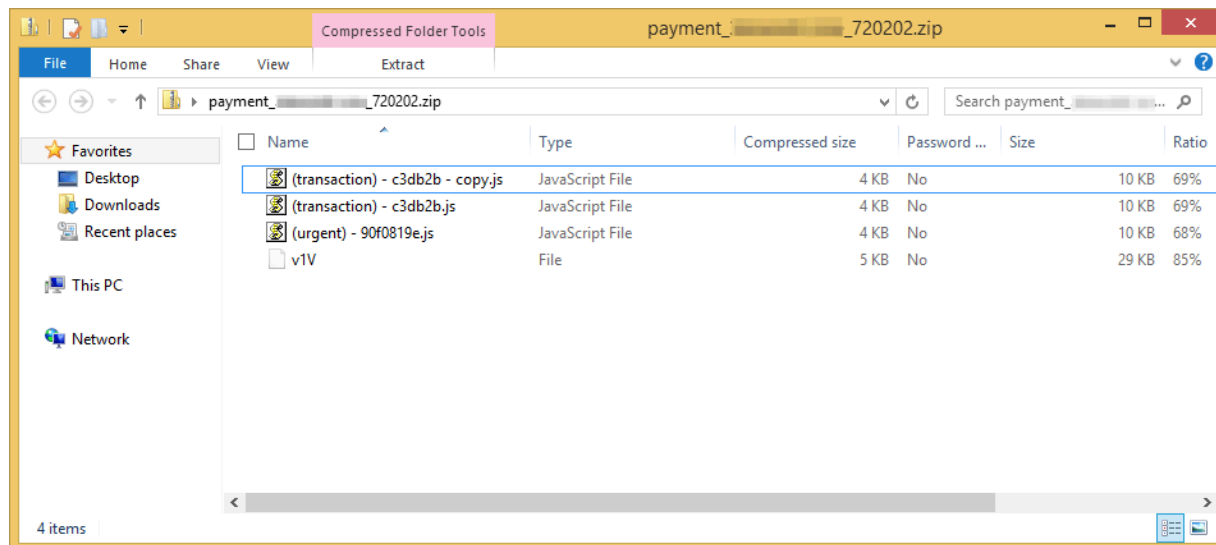 Compressed Folder Tools
payment_ _720202.zip
File Home Share View Extract
payment_ _720202.zip
Search payment_ ...
Favorites
Desktop
Downloads
Recent places
This PC
Network
Name Type Compressed size Password ... Size Ratio
(transaction) - c3db2b - copy.js JavaScript File 4 KB No 10 KB 69%
(transaction) - c3db2b.js JavaScript File 4 KB No 10 KB 69%
(urgent) - 90f0819e.js JavaScript File 4 KB No 10 KB 68%
v1V File 5 KB No 29 KB 85%
4 items